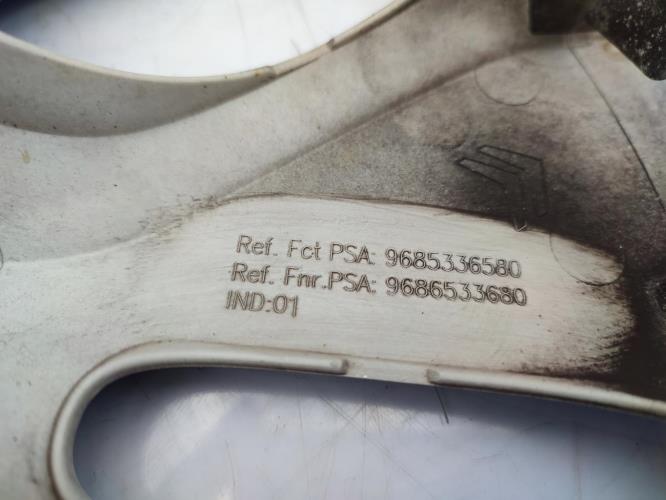 Ref. Fct PSA: 9685336580
Ref. Fnr.PSA: 9686533680
IND:01